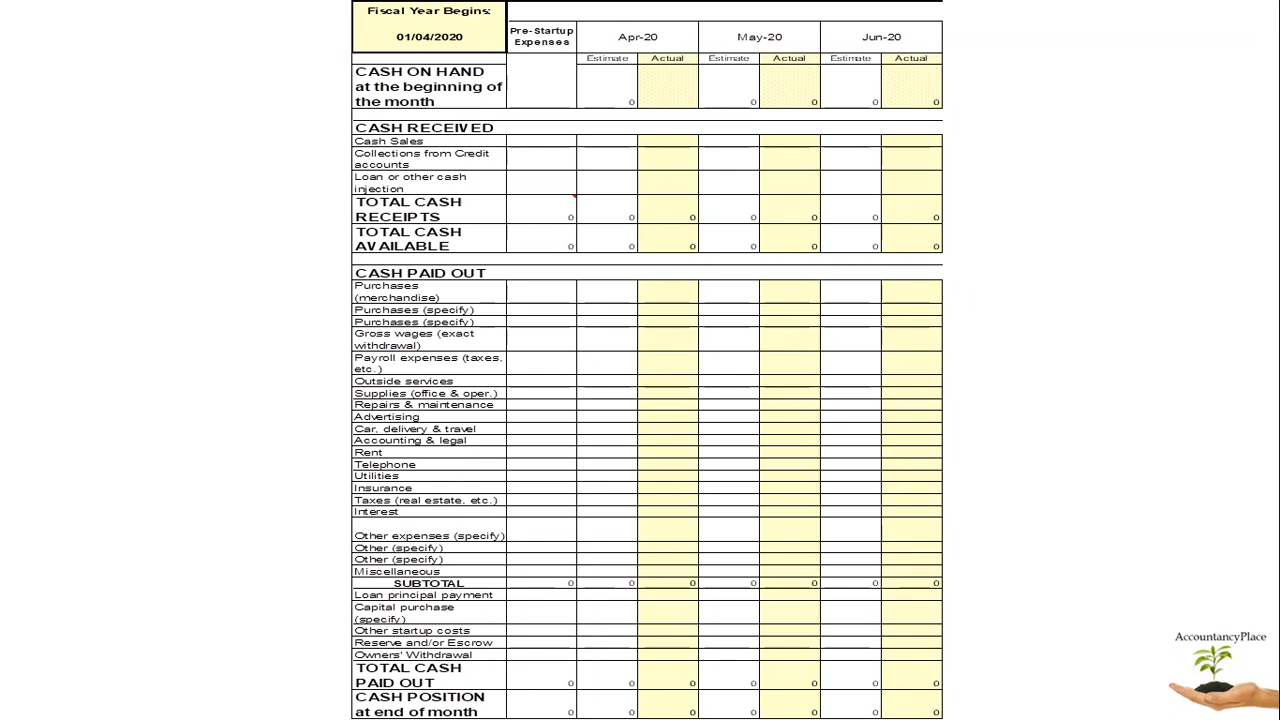 Fiscal Year Begins:
01/04/2020
Pre-Startup
Expenses
Apr-20
May-20
Jun-20
Estimate Actual Estimate Actual Estimate Actual
CASH ON HAND
at the beginning of
the month 0 0 0 0 0
CASH RECEIVED
Cash Sales
Collections from Credit
accounts
Loan or other cash
injection
TOTAL CASH
RECEIPTS 0 0 0 0 0 0 0
TOTAL CASH
AVAILABLE 0 0 0 0 0 0 0
CASH PAID OUT
Purchases
(merchandise)
Purchases (specify)
Purchases (specify)
Gross wages (exact
withdrawal)
Payroll expenses (taxes,
etc.)
Outside services
Supplies (office & oper.)
Repairs & maintenance
Advertising
Car, delivery & travel
Accounting & legal
Rent
Telephone
Utilities
Insurance
Taxes (real estate, etc.)
Interest
Other expenses (specify)
Other (specify)
Other (specify)
Miscellaneous
SUBTOTAL 0 0 0 0 0 0 0
Loan principal payment
Capital purchase
(specify)
Other startup costs
Reserve and/or Escrow
Owners' Withdrawal
TOTAL CASH
PAID OUT 0 0 0 0 0 0 0
CASH POSITION
at end of month 0 0 0 0 0 0 0
AccountancyPlace